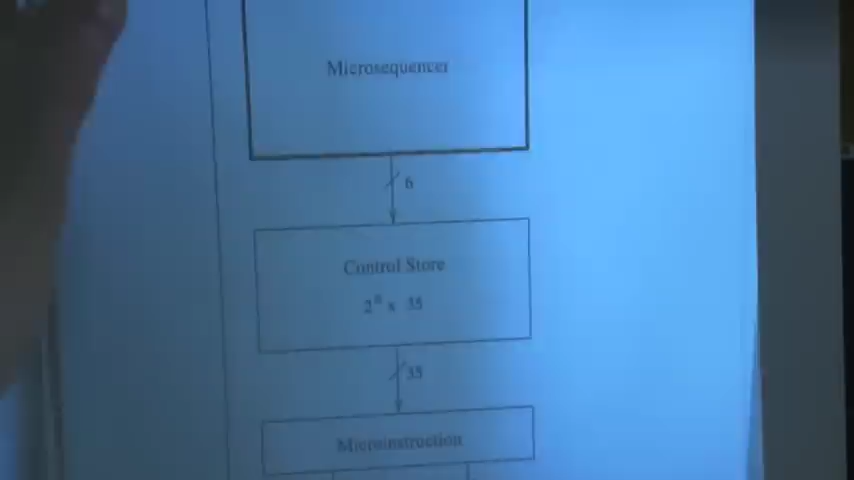 Microsequencer
6
Control Store
2⁶ x 35
35
Microinstruction